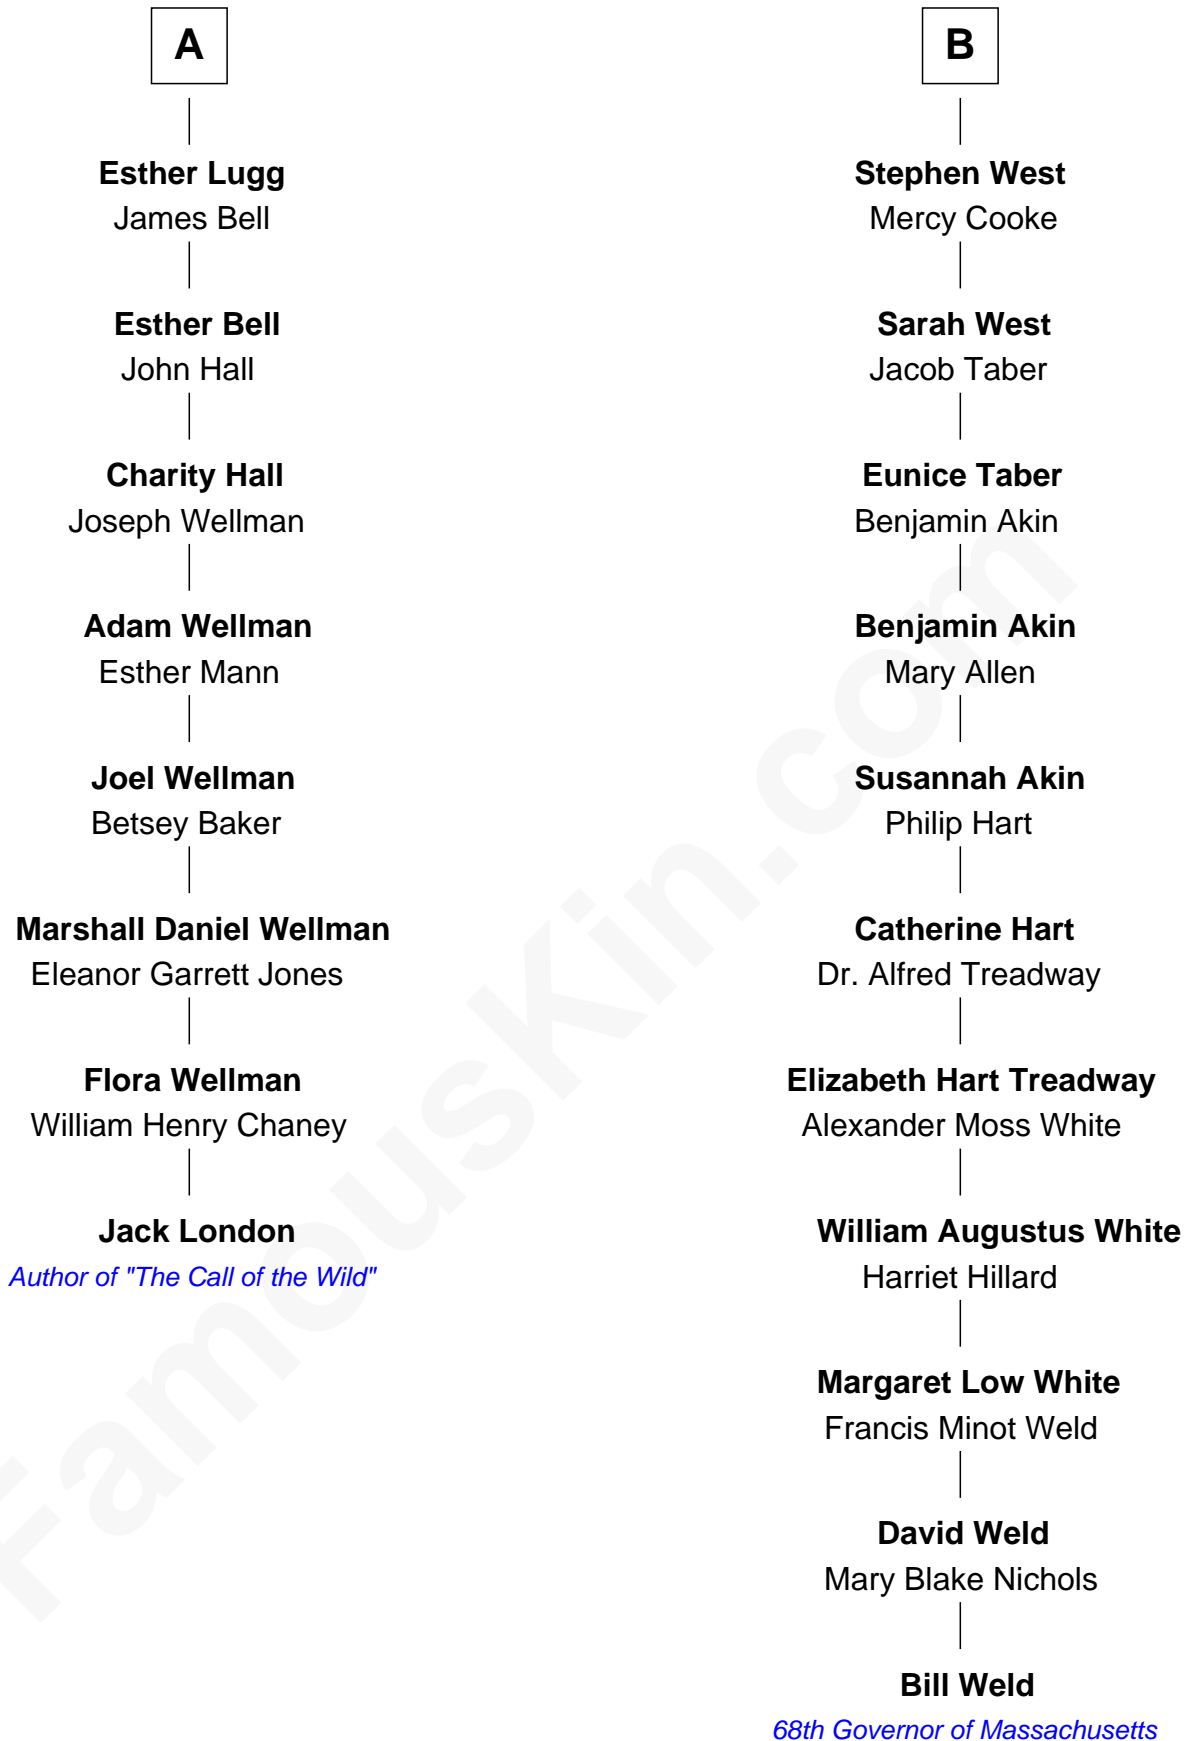 A
Esther Lugg
James Bell
Esther Bell
John Hall
Charity Hall
Joseph Wellman
Adam Wellman
Esther Mann
Joel Wellman
Betsey Baker
Marshall Daniel Wellman
Eleanor Garrett Jones
Flora Wellman
William Henry Chaney
Jack London
Author of "The Call of the Wild"
B
Stephen West
Mercy Cooke
Sarah West
Jacob Taber
Eunice Taber
Benjamin Akin
Benjamin Akin
Mary Allen
Susannah Akin
Philip Hart
Catherine Hart
Dr. Alfred Treadway
Elizabeth Hart Treadway
Alexander Moss White
William Augustus White
Harriet Hillard
Margaret Low White
Francis Minot Weld
David Weld
Mary Blake Nichols
Bill Weld
68th Governor of Massachusetts
FamousKin.com